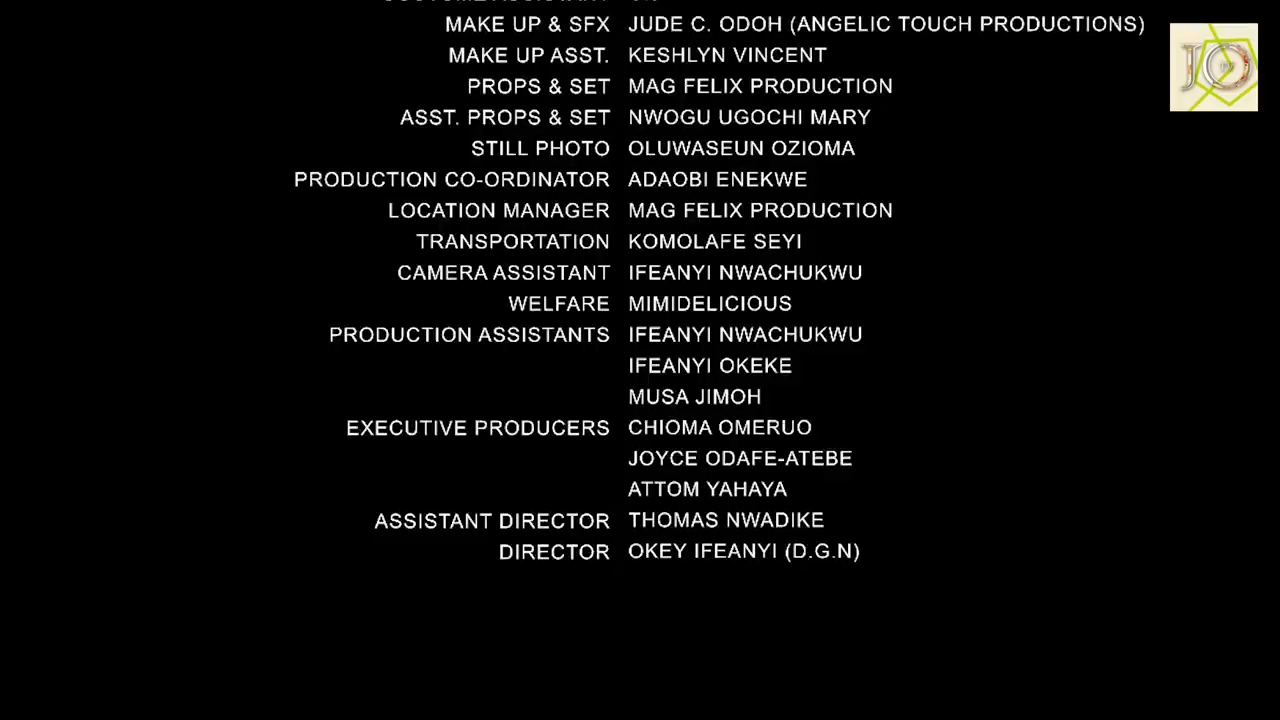 MAKE UP & SFX JUDE C. ODOH (ANGELIC TOUCH PRODUCTIONS)
MAKE UP ASST. KESHLYN VINCENT
PROPS & SET MAG FELIX PRODUCTION
ASST. PROPS & SET NWOGU UGOCHI MARY
STILL PHOTO OLUWASEUN OZIOMA
PRODUCTION CO-ORDINATOR ADAOBI ENEKWE
LOCATION MANAGER MAG FELIX PRODUCTION
TRANSPORTATION KOMOLAFE SEYI
CAMERA ASSISTANT IFEANYI NWACHUKWU
WELFARE MIMIDELICIOUS
PRODUCTION ASSISTANTS IFEANYI NWACHUKWU
IFEANYI OKEKE
MUSA JIMOH
EXECUTIVE PRODUCERS CHIOMA OMERUO
JOYCE ODAFE-ATEBE
ATTOM YAHAYA
ASSISTANT DIRECTOR THOMAS NWADIKE
DIRECTOR OKEY IFEANYI (D.G.N)
JO
TV